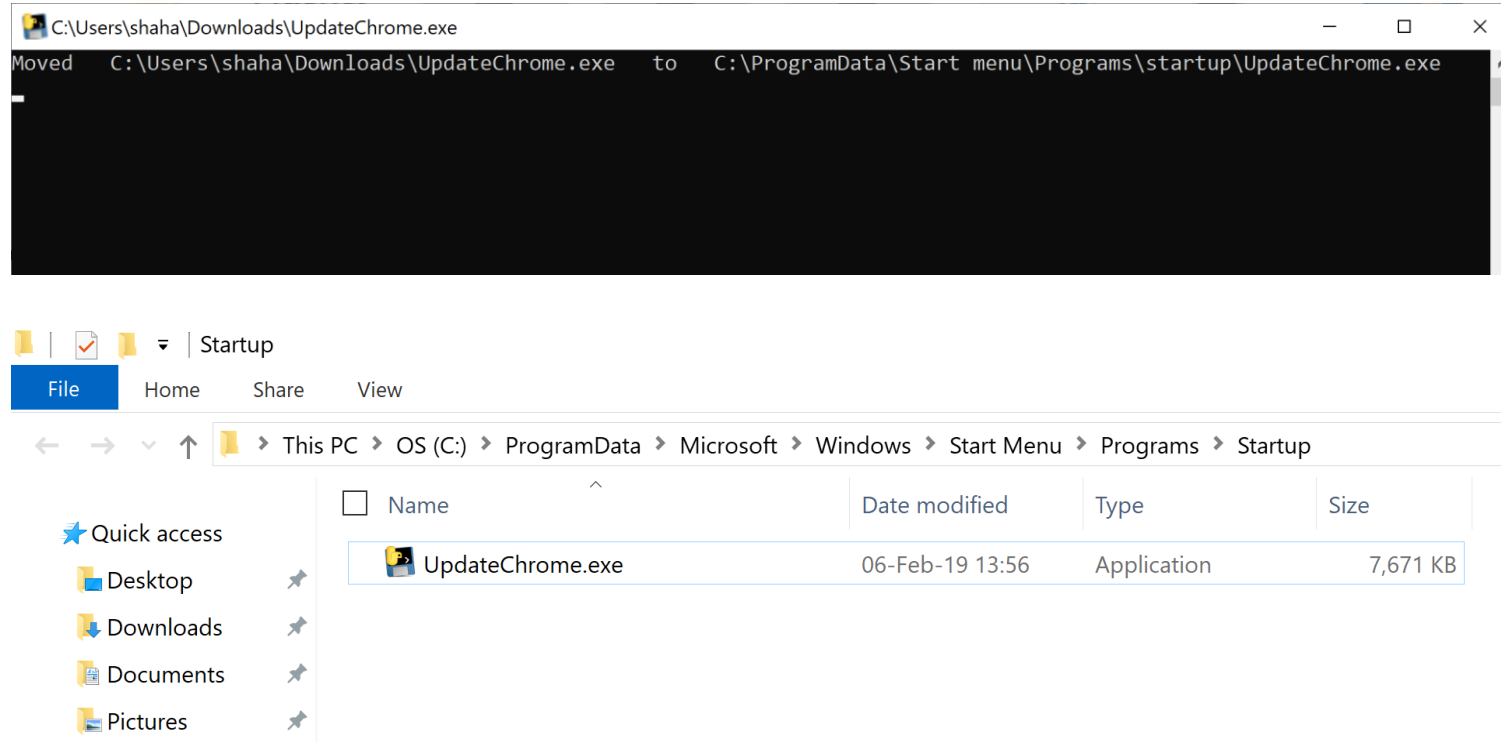 C:\Users\shaha\Downloads\UpdateChrome.exe
Moved C:\Users\shaha\Downloads\UpdateChrome.exe to C:\ProgramData\Start menu\Programs\startup\UpdateChrome.exe
Startup
File Home Share View
This PC > OS (C:) > ProgramData > Microsoft > Windows > Start Menu > Programs > Startup
Name Date modified Type Size
Quick access
UpdateChrome.exe 06-Feb-19 13:56 Application 7,671 KB
Desktop
Downloads
Documents
Pictures